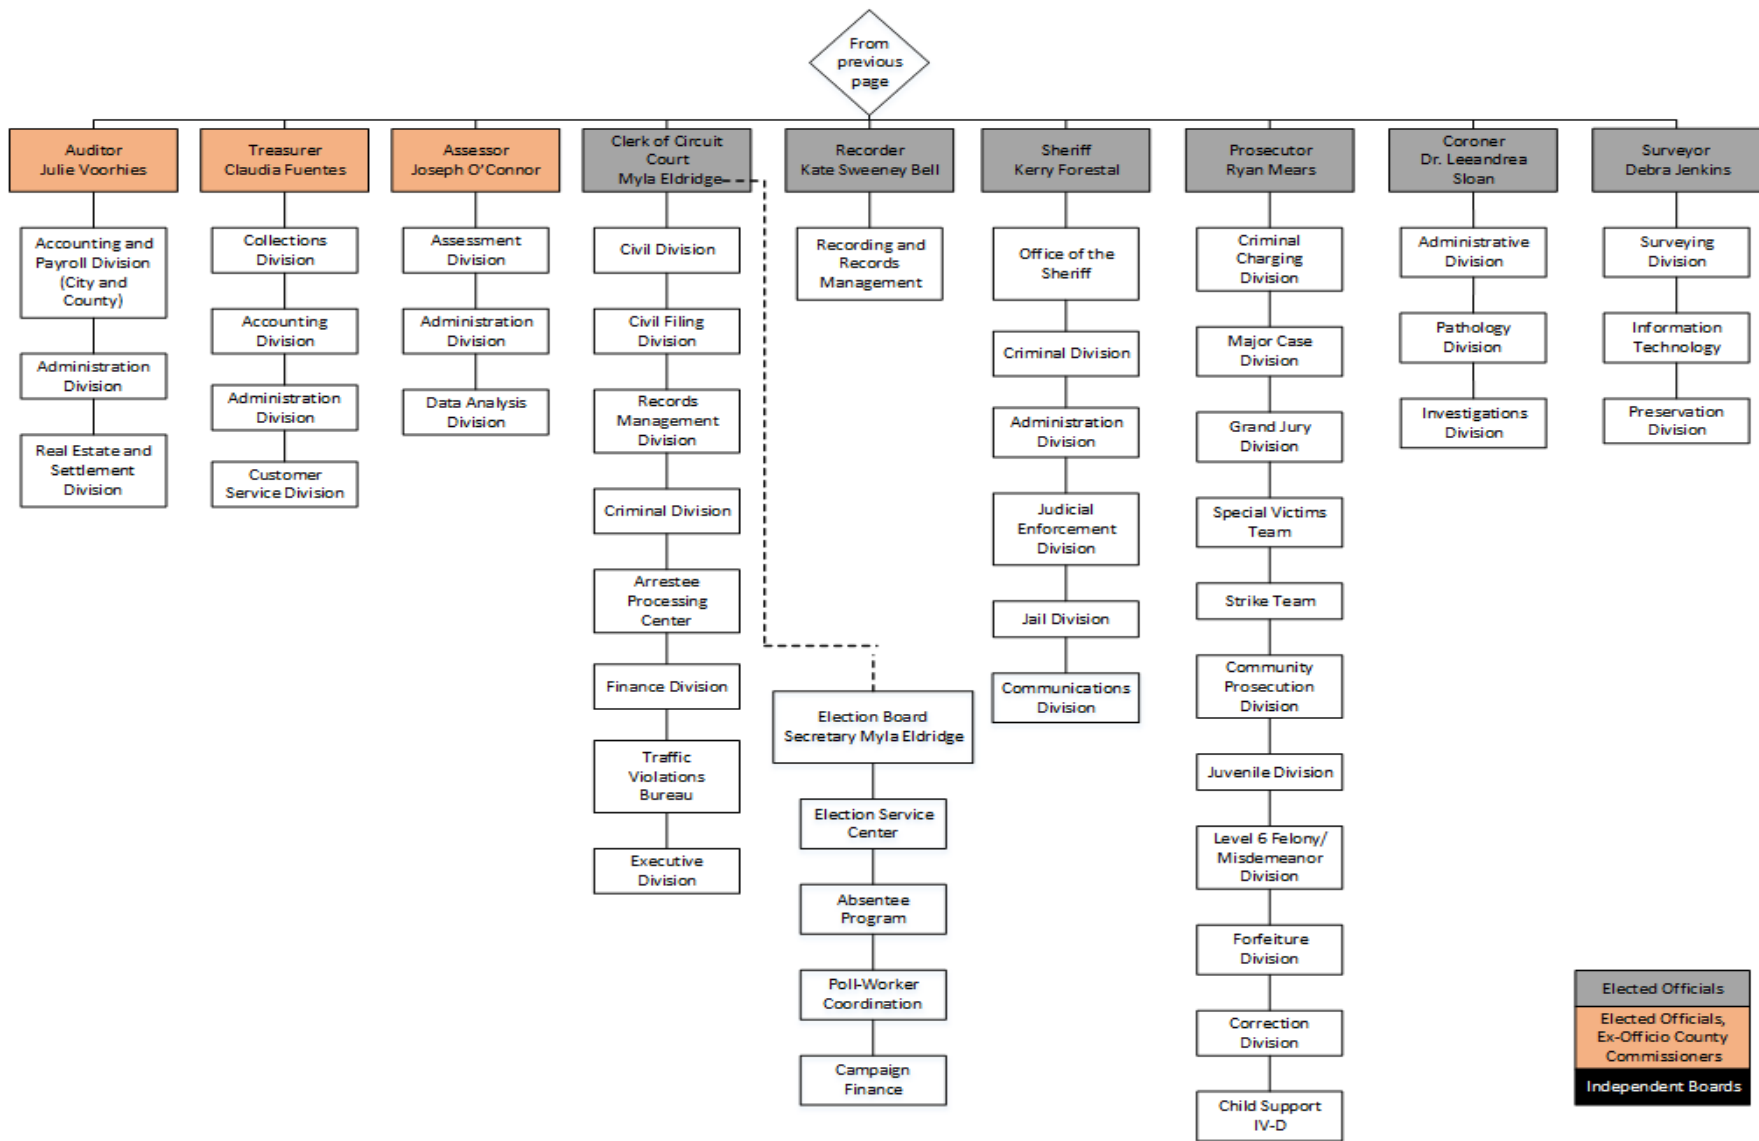 From
previous
page
Auditor
Julie Voorhies
Treasurer
Claudia Fuentes
Assessor
Joseph O'Connor
Clerk of Circuit
Court
Myla Eldridge
Recorder
Kate Sweeney Bell
Sheriff
Kerry Forestal
Prosecutor
Ryan Mears
Coroner
Dr. Leeandrea
Sloan
Surveyor
Debra Jenkins
Accounting and
Payroll Division
(City and
County)
Administration
Division
Real Estate and
Settlement
Division
Collections
Division
Accounting
Division
Administration
Division
Customer
Service Division
Assessment
Division
Administration
Division
Data Analysis
Division
Civil Division
Civil Filing
Division
Records
Management
Division
Criminal Division
Arrestee
Processing
Center
Finance Division
Traffic
Violations
Bureau
Executive
Division
Recording and
Records
Management
Election Board
Secretary Myla Eldridge
Election Service
Center
Absentee
Program
Poll-Worker
Coordination
Campaign
Finance
Office of the
Sheriff
Criminal Division
Administration
Division
Judicial
Enforcement
Division
Jail Division
Communications
Division
Criminal
Charging
Division
Major Case
Division
Grand Jury
Division
Special Victims
Team
Strike Team
Community
Prosecution
Division
Juvenile Division
Level 6 Felony/
Misdemeanor
Division
Forfeiture
Division
Correction
Division
Child Support
IV-D
Administrative
Division
Pathology
Division
Investigations
Division
Surveying
Division
Information
Technology
Preservation
Division
Elected Officials
Elected Officials,
Ex-Officio County
Commissioners
Independent Boards